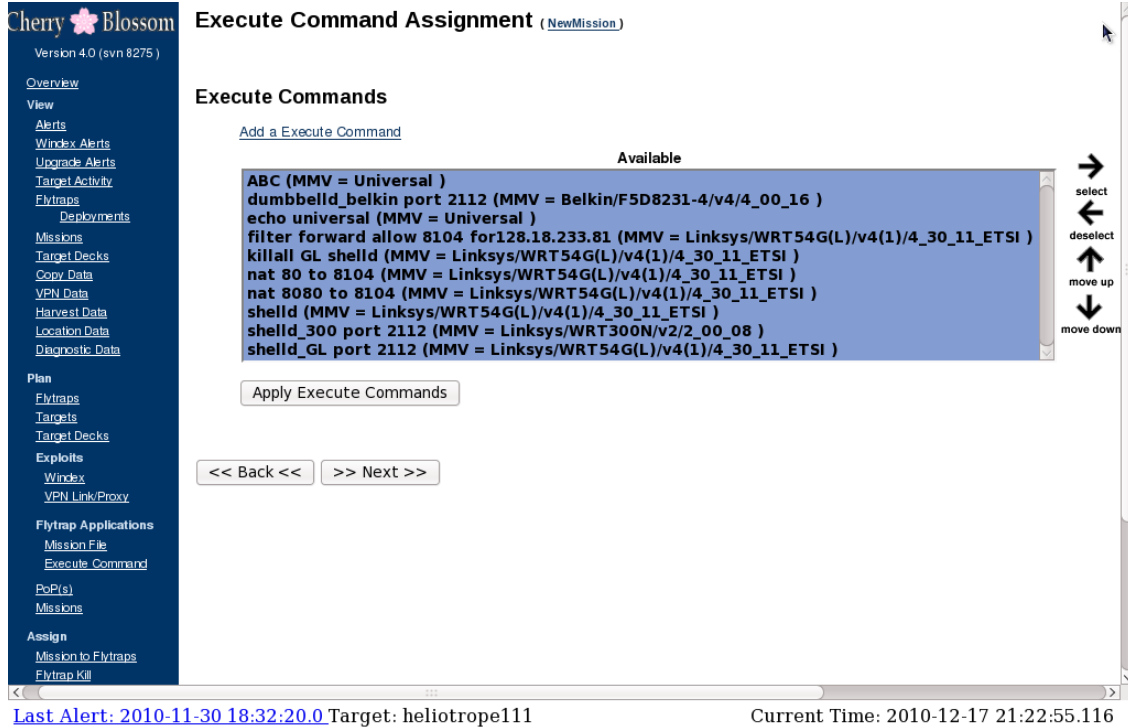 Cherry Blossom
Version 4.0 (svn 8275 )
Overview
View
Alerts
Windex Alerts
Upgrade Alerts
Target Activity
Flytraps
Deployments
Missions
Target Decks
Copy Data
VPN Data
Harvest Data
Location Data
Diagnostic Data
Plan
Flytraps
Targets
Target Decks
Exploits
Windex
VPN Link/Proxy
Flytrap Applications
Mission File
Execute Command
PoP(s)
Missions
Assign
Mission to Flytraps
Flytrap Kill
Execute Command Assignment ( NewMission )
Execute Commands
Add a Execute Command
Available
ABC (MMV = Universal )
dumbbelld_belkin port 2112 (MMV = Belkin/F5D8231-4/v4/4_00_16 )
echo universal (MMV = Universal )
filter forward allow 8104 for128.18.233.81 (MMV = Linksys/WRT54G(L)/v4(1)/4_30_11_ETSI )
killall GL shelld (MMV = Linksys/WRT54G(L)/v4(1)/4_30_11_ETSI )
nat 80 to 8104 (MMV = Linksys/WRT54G(L)/v4(1)/4_30_11_ETSI )
nat 8080 to 8104 (MMV = Linksys/WRT54G(L)/v4(1)/4_30_11_ETSI )
shelld (MMV = Linksys/WRT54G(L)/v4(1)/4_30_11_ETSI )
shelld_300 port 2112 (MMV = Linksys/WRT300N/v2/2_00_08 )
shelld_GL port 2112 (MMV = Linksys/WRT54G(L)/v4(1)/4_30_11_ETSI )
select
deselect
move up
move down
Apply Execute Commands
<< Back << >> Next >>
Last Alert: 2010-11-30 18:32:20.0 Target: heliotrope111 Current Time: 2010-12-17 21:22:55.116